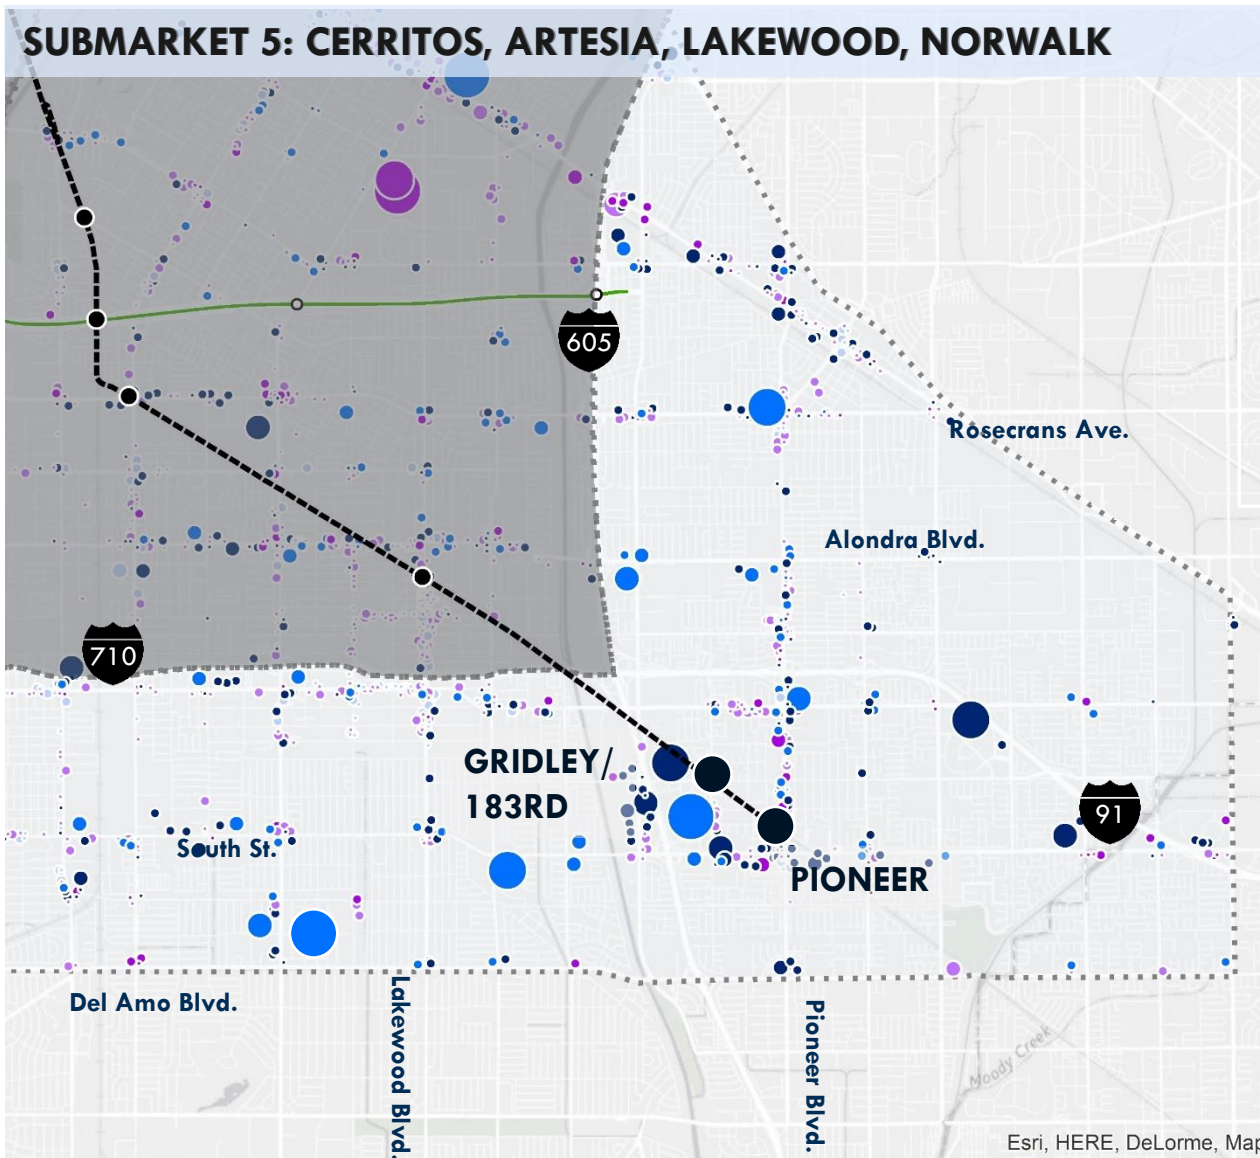 SUBMARKET 5: CERRITOS, ARTESIA, LAKEWOOD, NORWALK
605
Rosecrans Ave.
Alondra Blvd.
710
GRIDLEY/
183RD
91
South St.
PIONEER
Del Amo Blvd.
Lakewood Blvd.
Pioneer Blvd.
Moody Creek
Esri, HERE, DeLorme, Map